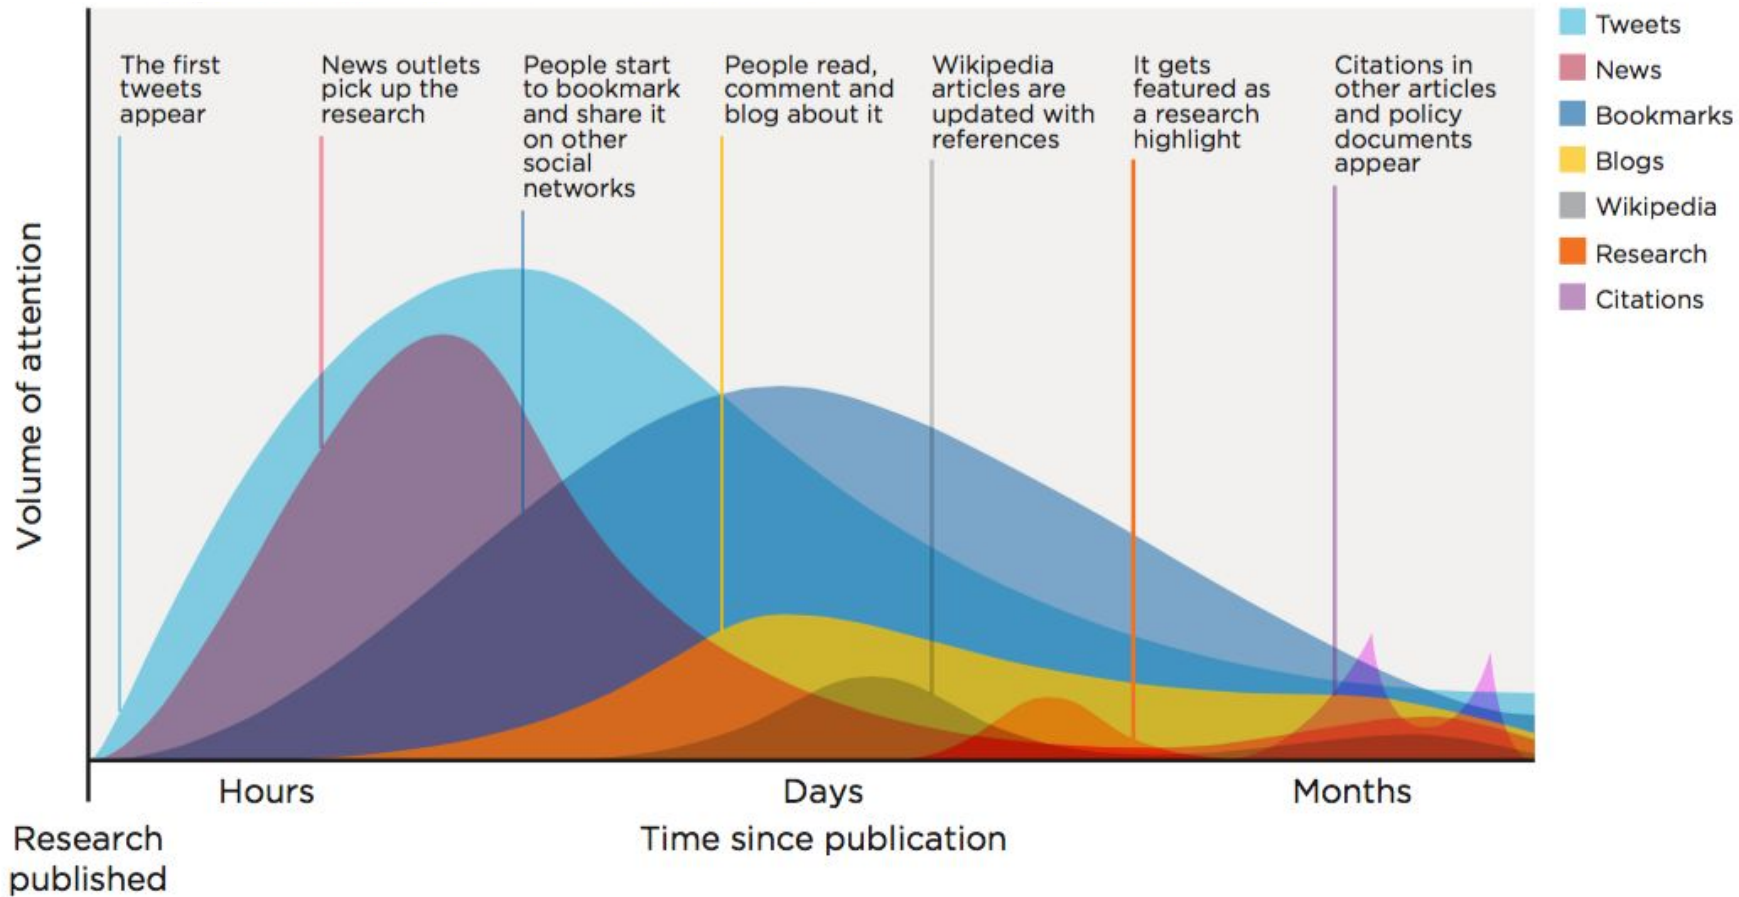 The first
tweets
appear
News outlets
pick up the
research
People start
to bookmark
and share it
on other
social
networks
People read,
comment and
blog about it
Wikipedia
articles are
updated with
references
It gets
featured as
a research
highlight
Citations in
other articles
and policy
documents
appear
Tweets
News
Bookmarks
Blogs
Wikipedia
Research
Citations
Volume of attention
Hours
Days
Months
Research
published
Time since publication